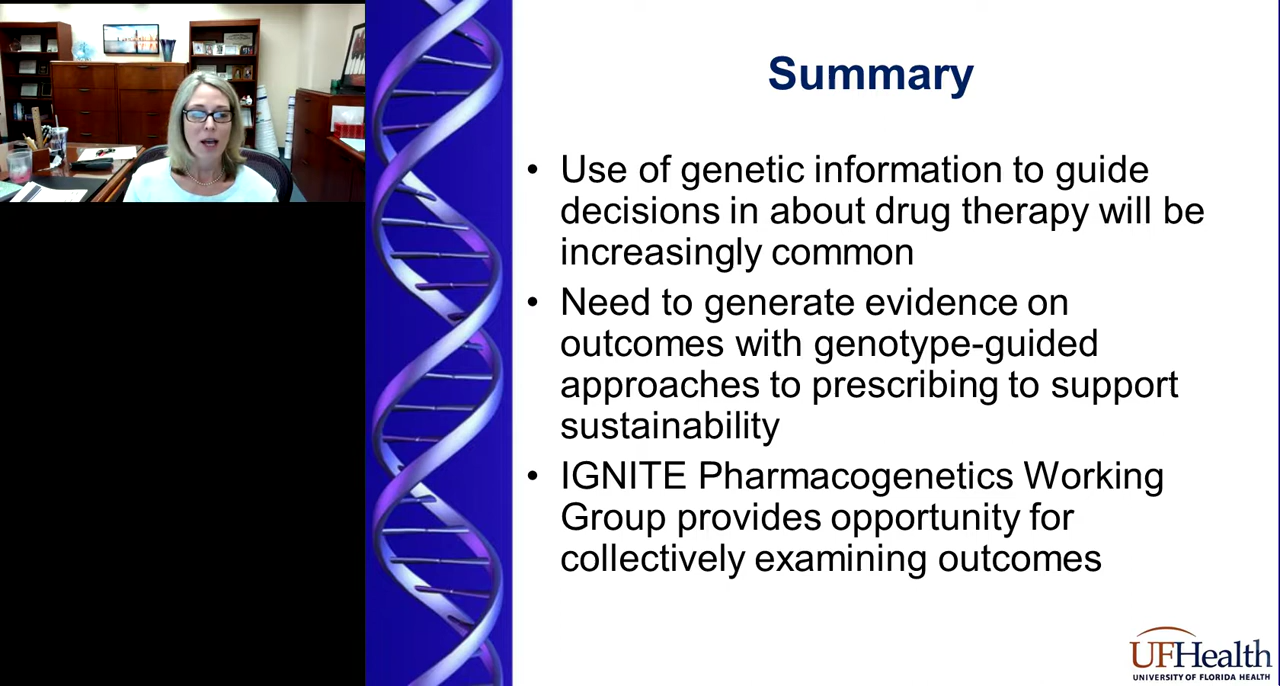 Summary
• Use of genetic information to guide
decisions in about drug therapy will be
increasingly common
• Need to generate evidence on
outcomes with genotype-guided
approaches to prescribing to support
sustainability
• IGNITE Pharmacogenetics Working
Group provides opportunity for
collectively examining outcomes
UFHealth
UNIVERSITY OF FLORIDA HEALTH